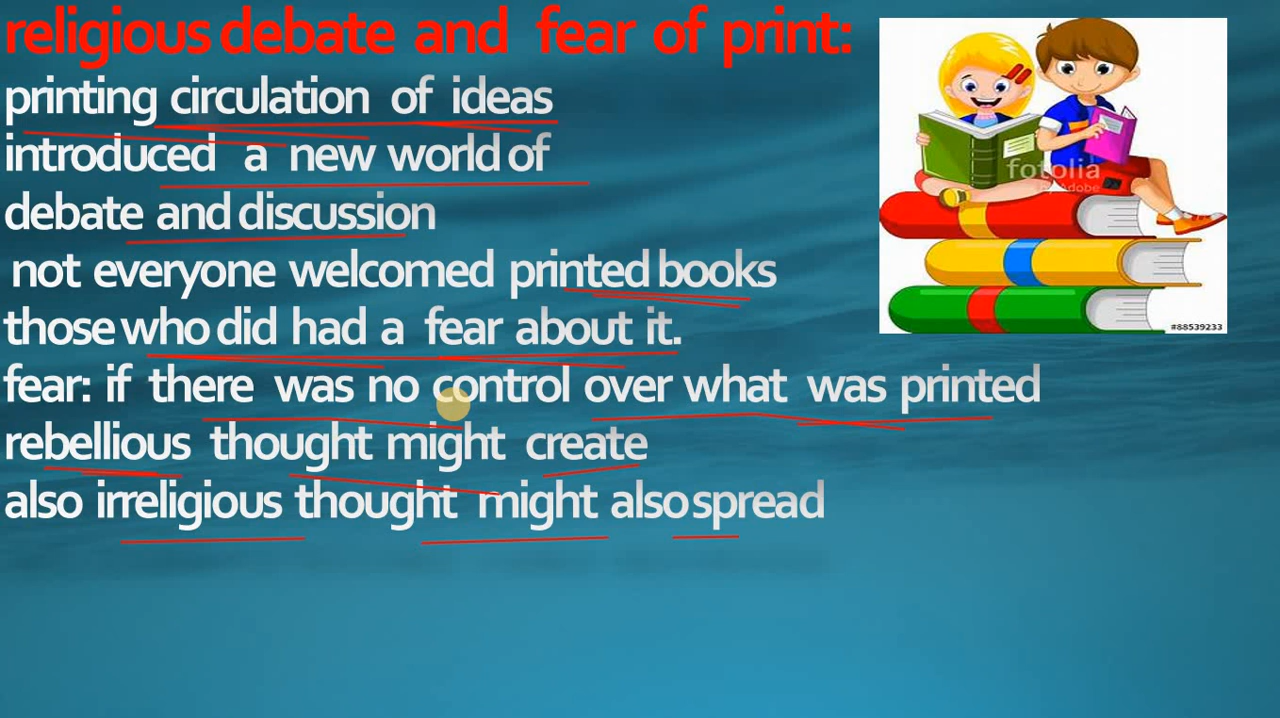 religious debate and fear of print:
printing circulation of ideas
introduced a new world of
debate and discussion
not everyone welcomed printed books
those who did had a fear about it.
fear: if there was no control over what was printed
rebellious thought might create
also irreligious thought might also spread
fotolia
by Adobe
#88539233